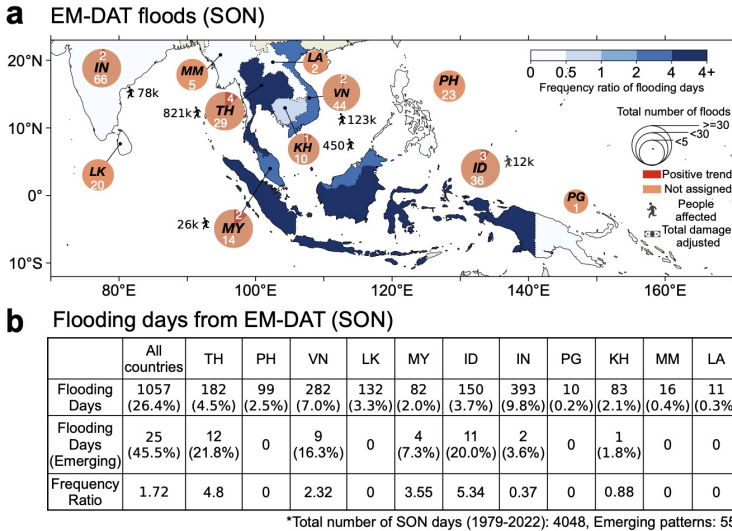 a EM-DAT floods (SON)
20°N
10°N
0°
10°S
80°E
100°E
120°E
140°E
160°E
2
IN
66
78k
LK
20
MM
5
821k
4
TH
29
LA
2
2
VN
44
123k
1
KH
10
450
26k
2
MY
14
PH
23
3
ID
36
12k
PG
1
0 0.5 1 2 4 4+
Frequency ratio of flooding days
Total number of floods
>=30
<30
<5
Positive trend
Not assigned
People
affected
Total damage
adjusted
b Flooding days from EM-DAT (SON)
All countries TH PH VN LK MY ID IN PG KH MM LA
Flooding Days 1057 (26.4%) 182 (4.5%) 99 (2.5%) 282 (7.0%) 132 (3.3%) 82 (2.0%) 150 (3.7%) 393 (9.8%) 10 (0.2%) 83 (2.1%) 16 (0.4%) 11 (0.3%
Flooding Days (Emerging) 25 (45.5%) 12 (21.8%) 0 9 (16.3%) 0 4 (7.3%) 11 (20.0%) 2 (3.6%) 0 1 (1.8%) 0 0
Frequency Ratio 1.72 4.8 0 2.32 0 3.55 5.34 0.37 0 0.88 0 0
*Total number of SON days (1979-2022): 4048, Emerging patterns: 55